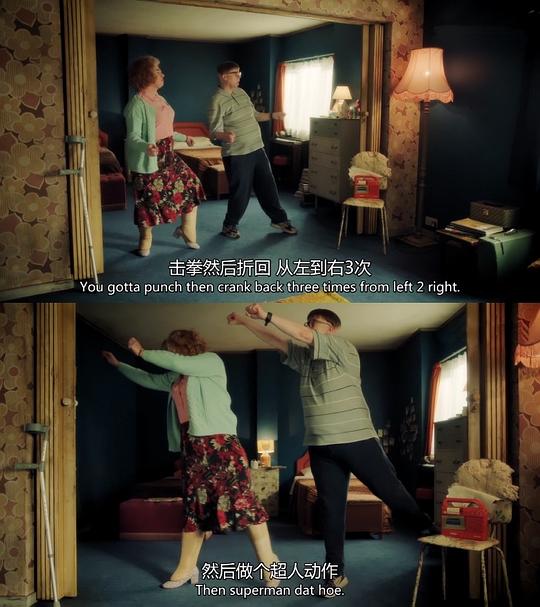 击拳然后折回 从左到右3次
You gotta punch then crank back three times from left 2 right.
然后做个超人动作
Then superman dat hoe.